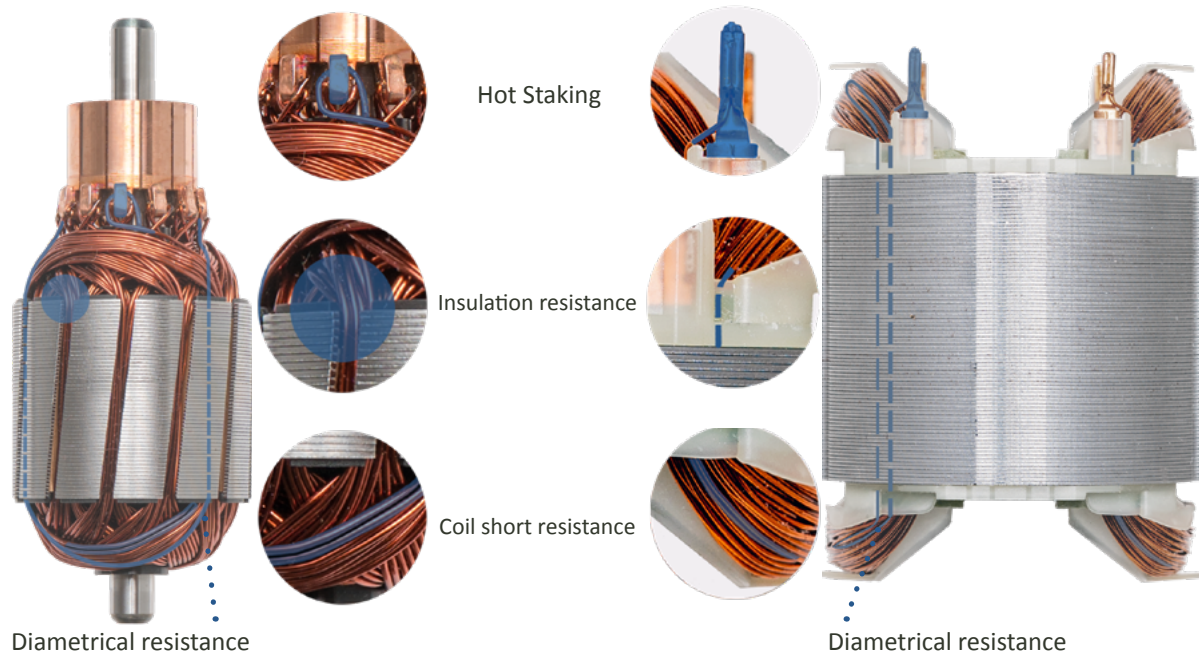 Hot Staking
Insulation resistance
Coil short resistance
Diametrical resistance
Diametrical resistance